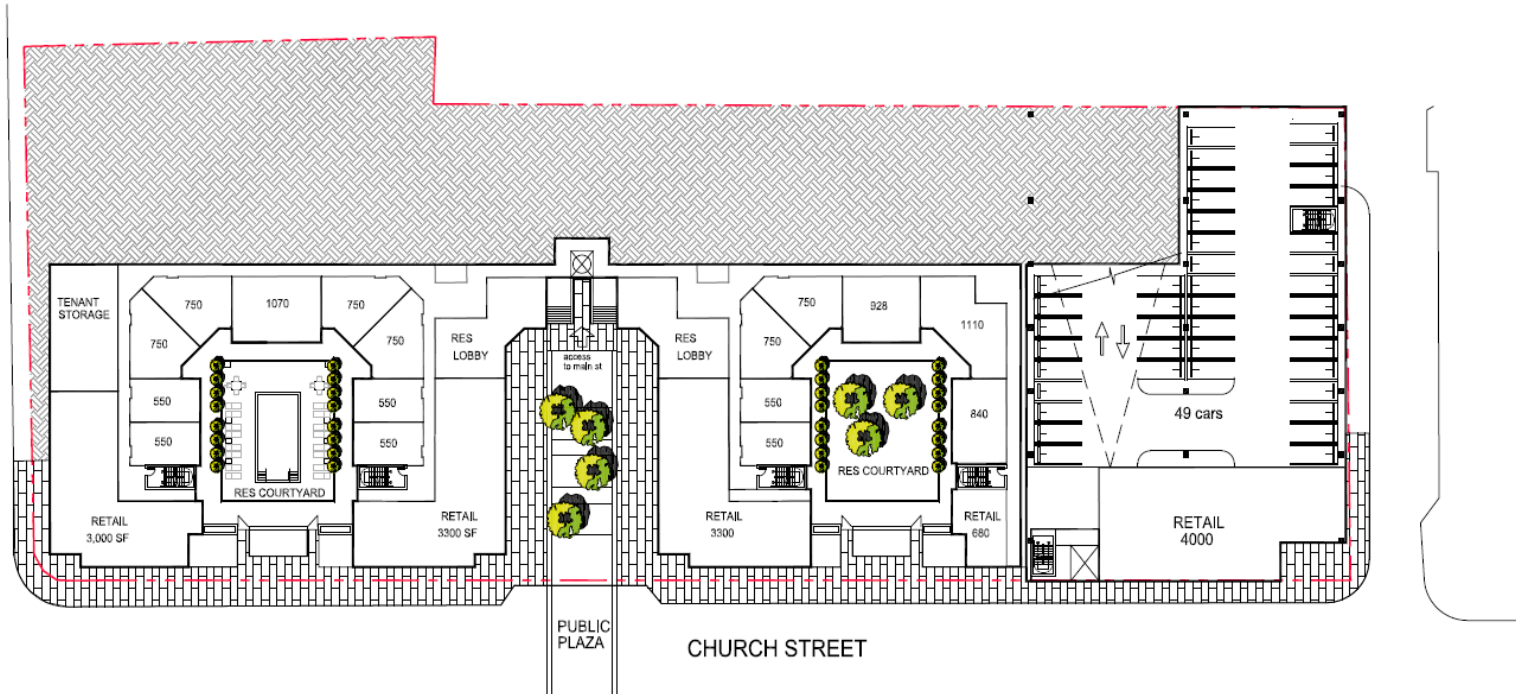 TENANT
STORAGE
750
1070
750
750
750
550
550
550
550
RES COURTYARD
RETAIL
3,000 SF
RES
LOBBY
RETAIL
3300 SF
access
to main st
RES
LOBBY
RETAIL
3300
750
928
1110
750
550
550
840
RES COURTYARD
RETAIL
680
49 cars
RETAIL
4000
PUBLIC
PLAZA
CHURCH STREET